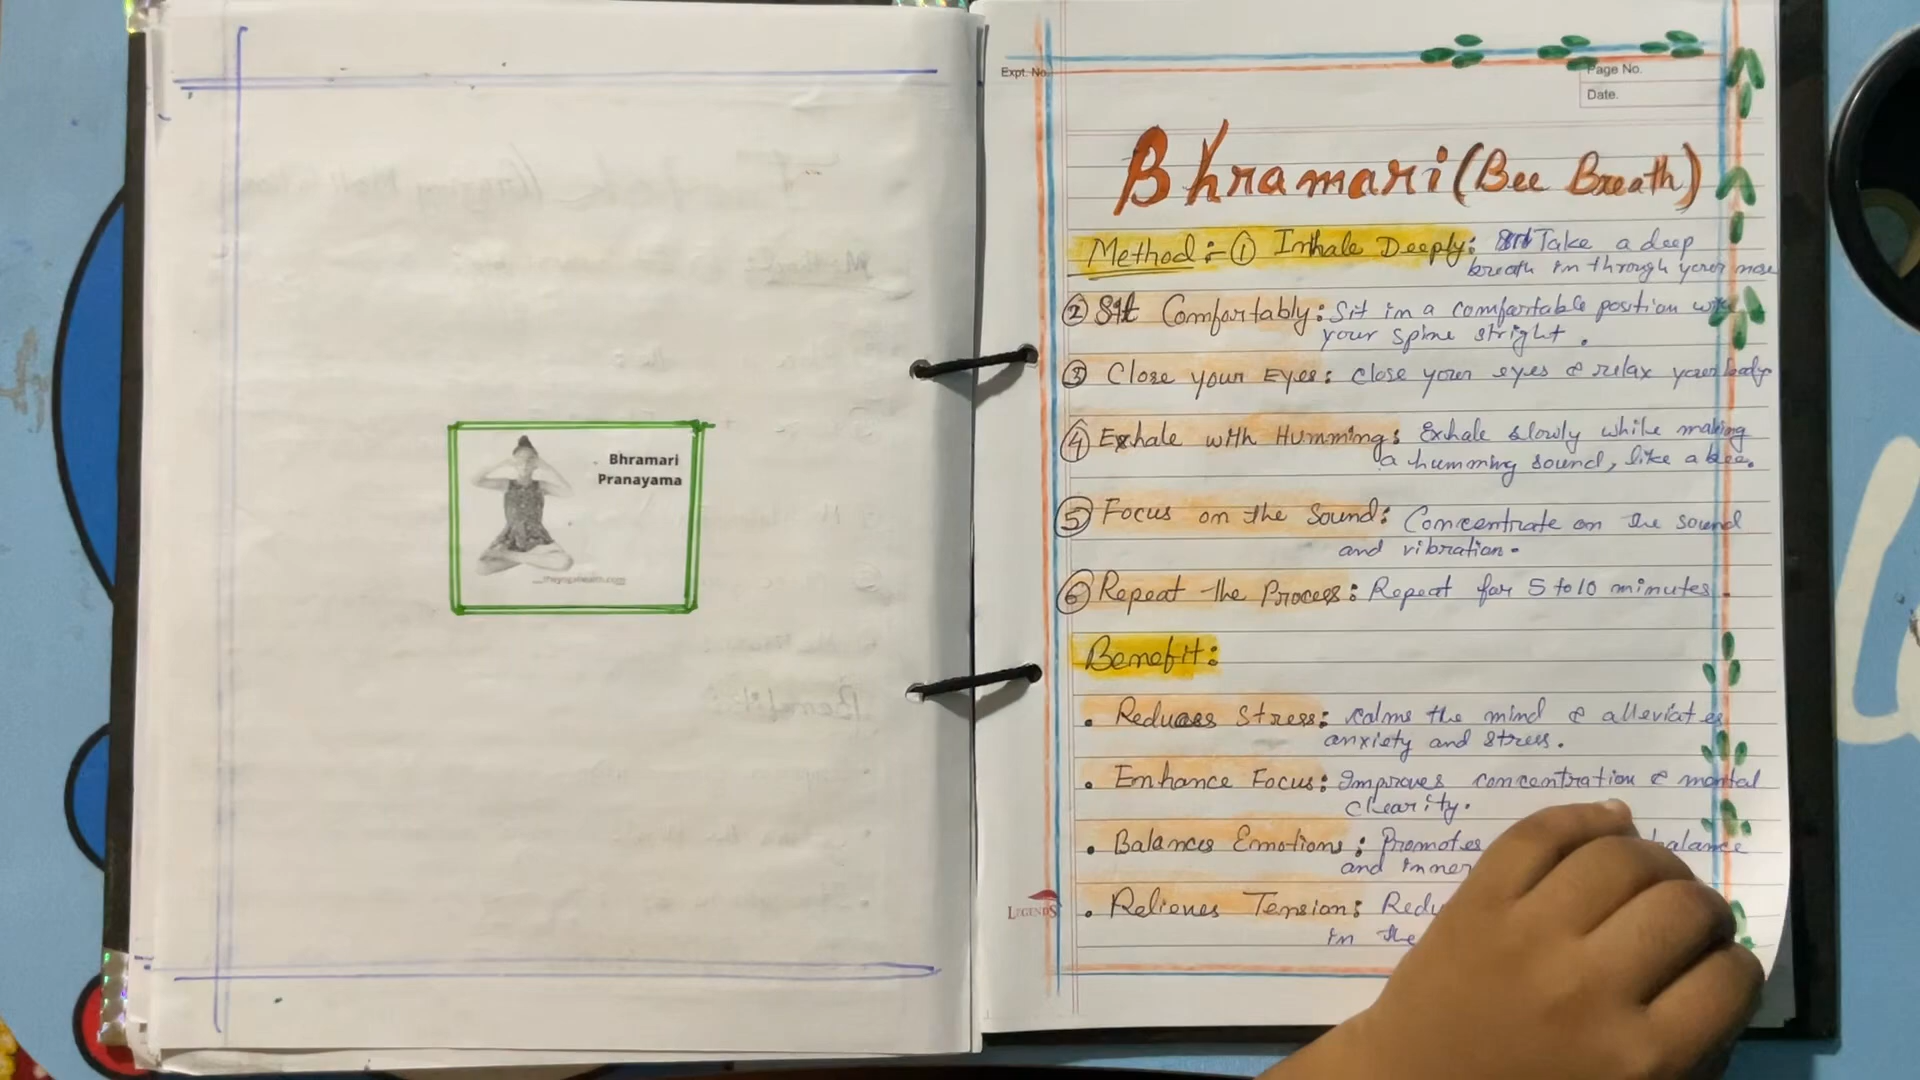 Bhramari
Pranayama
Expt. No.
Page No.
Date.
Bhramari (Bee Breath)
Method :- ① Inhale Deeply: Take a deep
breath in through your nose
② Sit Comfortably: Sit in a comfortable position with
your spine stright.
③ Close your Eyes: Close your eyes & relax your body
④ Exhale with Humming: Exhale slowly while making
a humming sound, like a bee.
⑤ Focus on the Sound: Concentrate on the sound
and vibration.
⑥ Repeat the Process: Repeat for 5 to 10 minutes.
Benefit:
• Reduces Stress: calms the mind & alleviates
anxiety and stress.
• Enhance Focus: Improves concentration & mental
clearity.
• Balances Emotions: Promotes balance
and inner
LEGENDS
• Relieves Tension:
in the